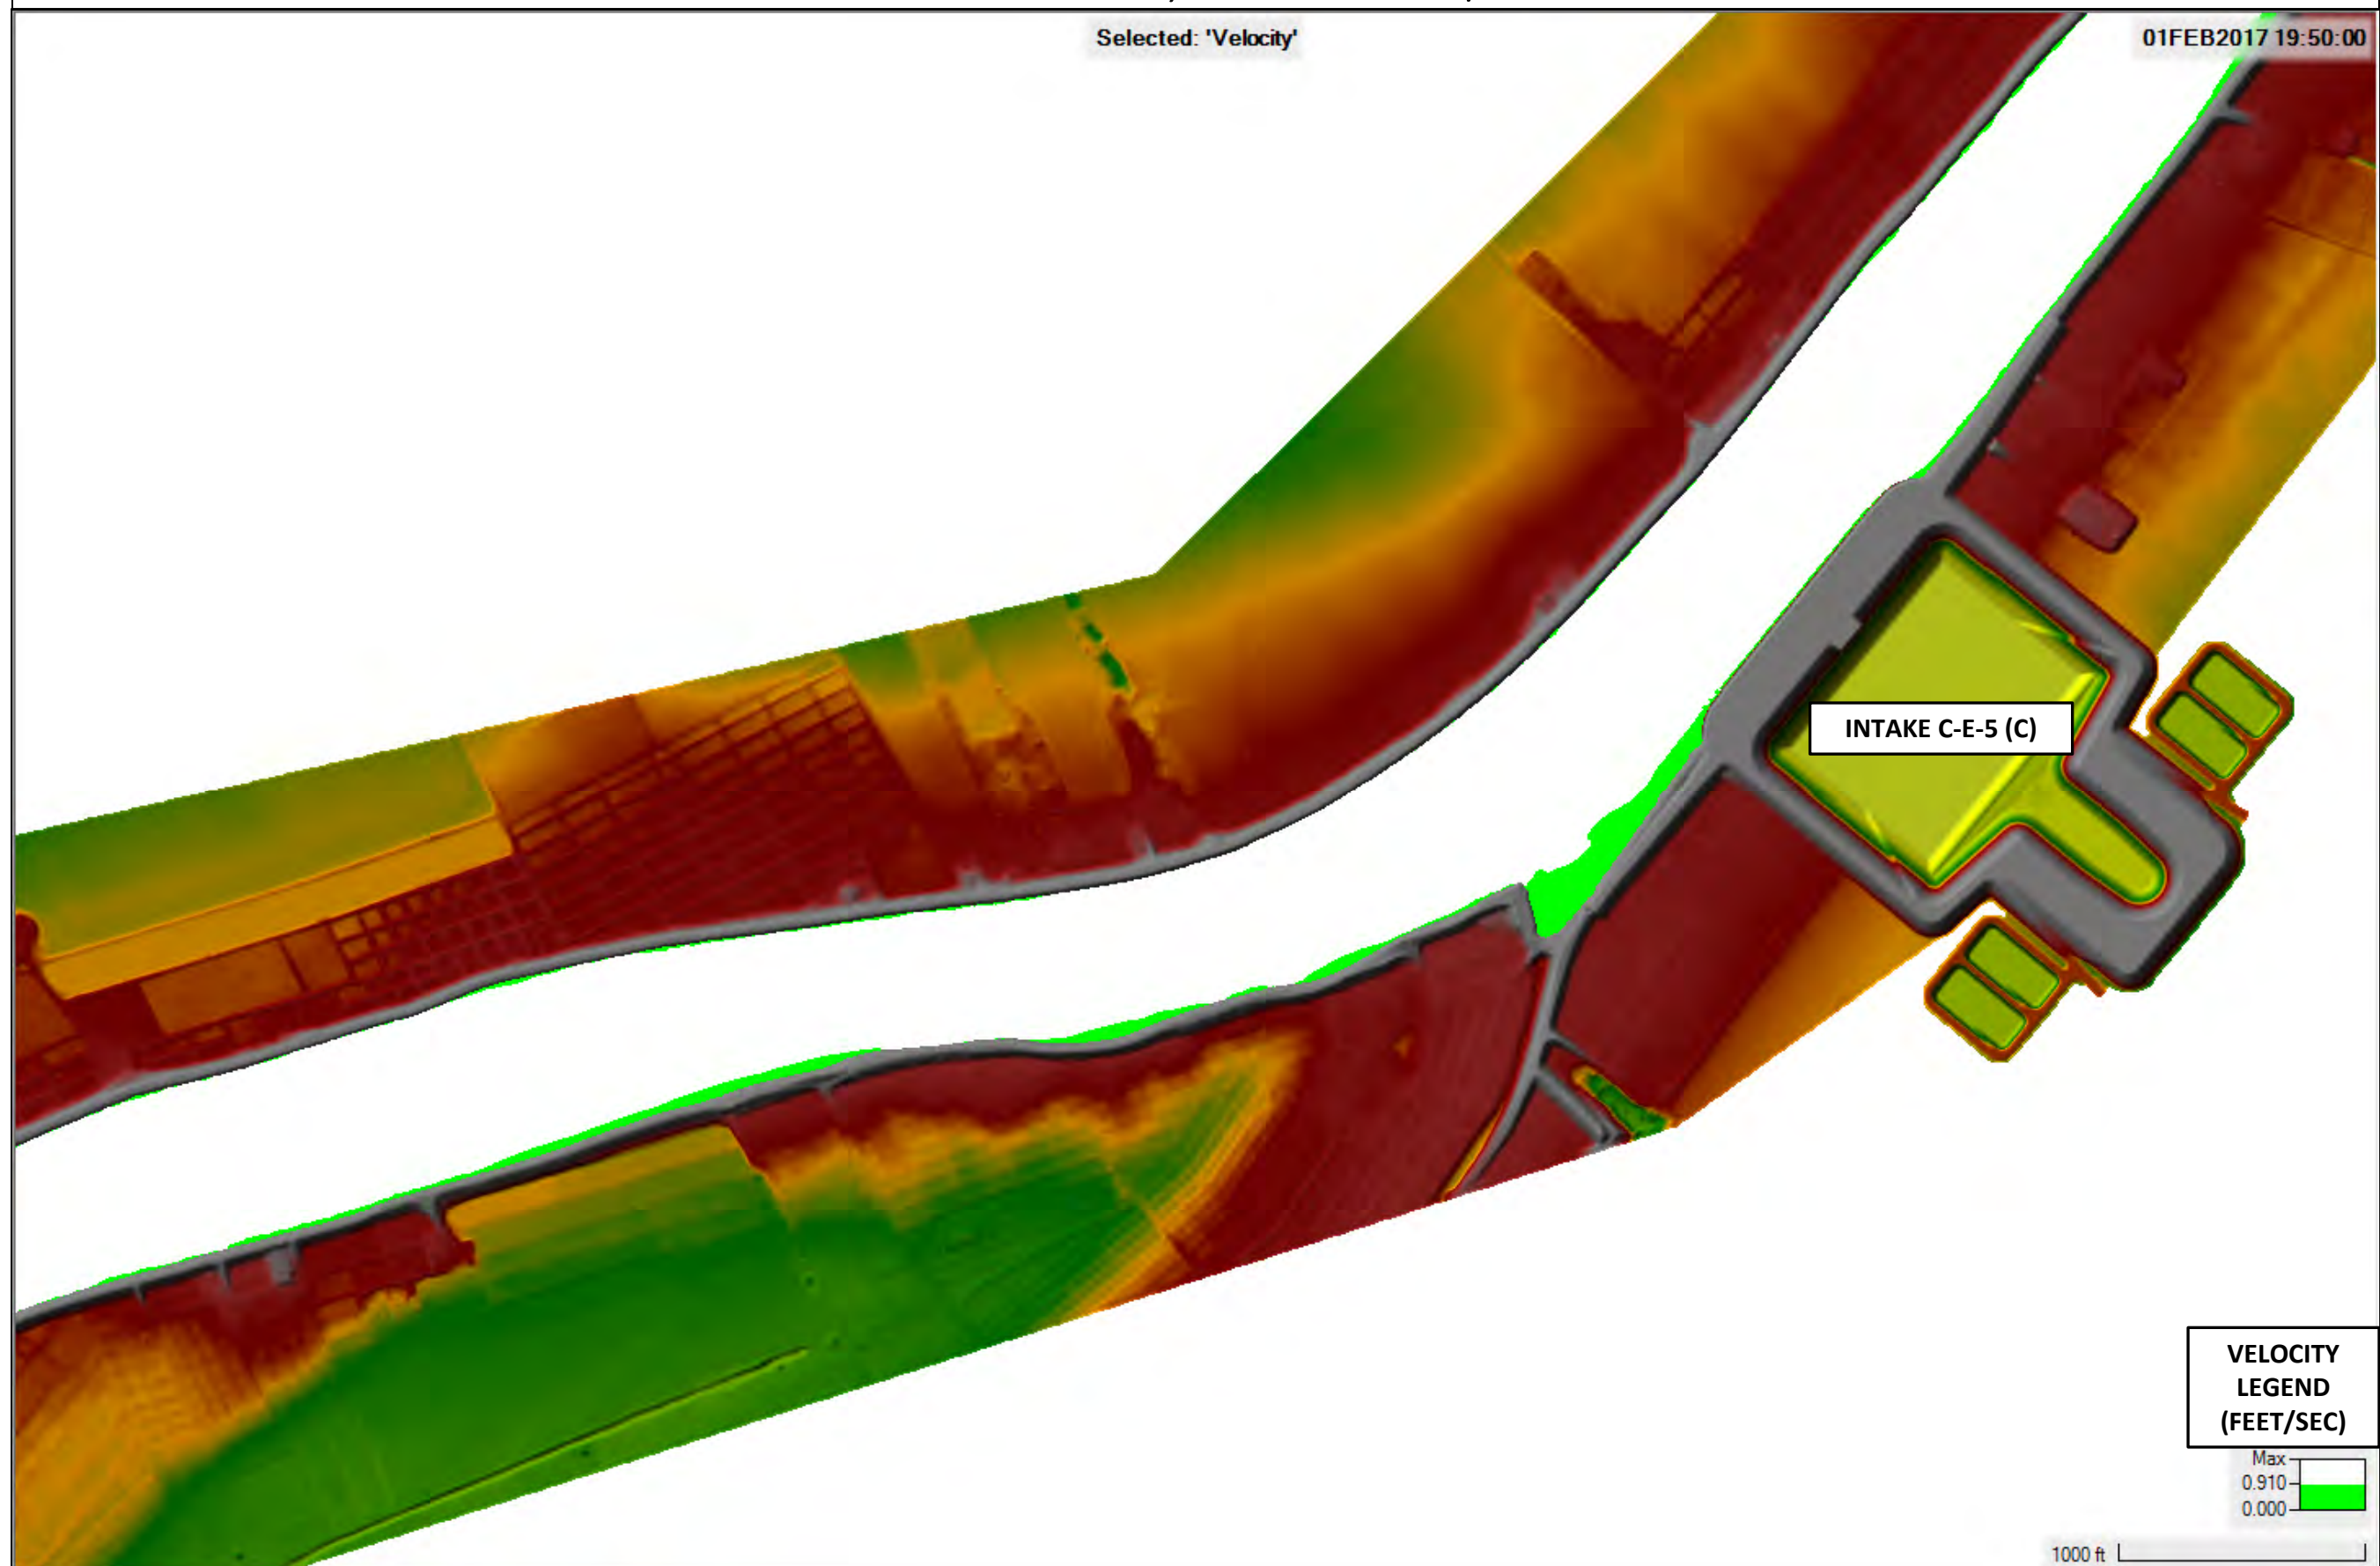 Selected: 'Velocity'
01FEB2017 19:50:00
INTAKE C-E-5 (C)
VELOCITY
LEGEND
(FEET/SEC)
Max
0.910
0.000
1000 ft